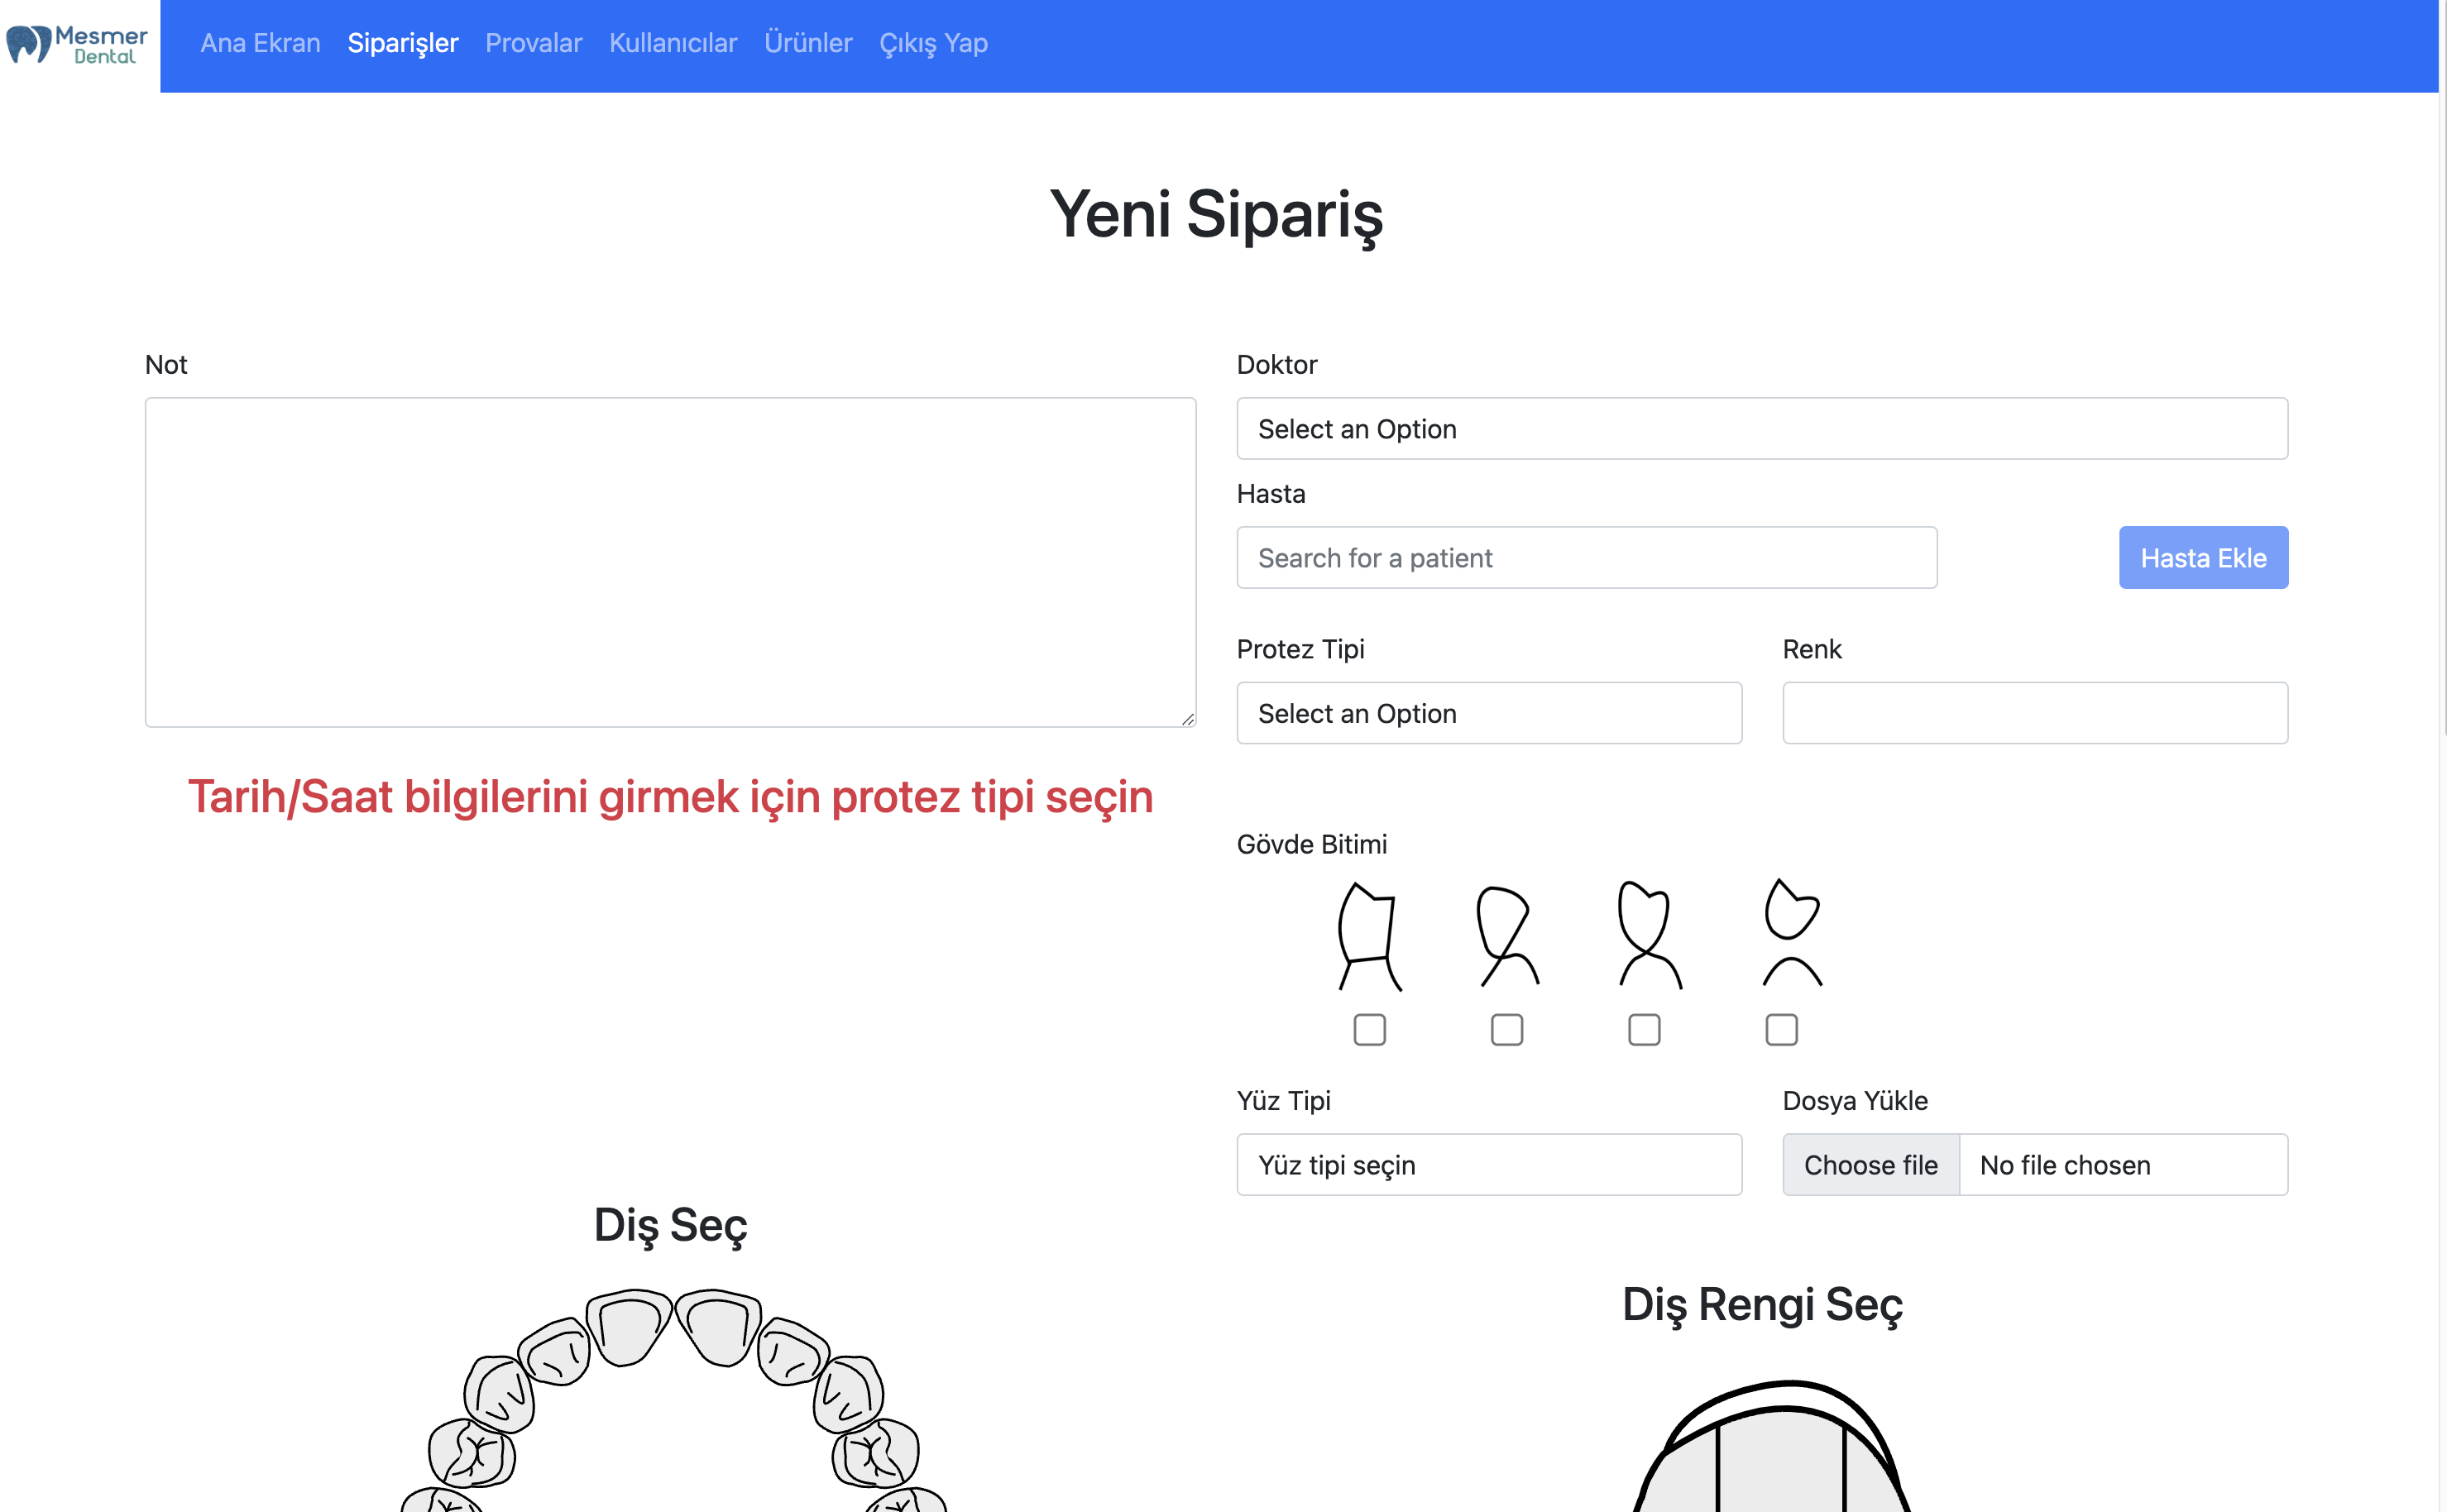 Mesmer
Dental
Ana Ekran Siparişler Provalar Kullanıcılar Ürünler Çıkış Yap
Yeni Sipariş
Not
Doktor
Select an Option
Hasta
Search for a patient
Hasta Ekle
Protez Tipi
Renk
Select an Option
Tarih/Saat bilgilerini girmek için protez tipi seçin
Gövde Bitimi
Yüz Tipi
Dosya Yükle
Yüz tipi seçin
Choose file No file chosen
Diş Seç
Diş Rengi Seç